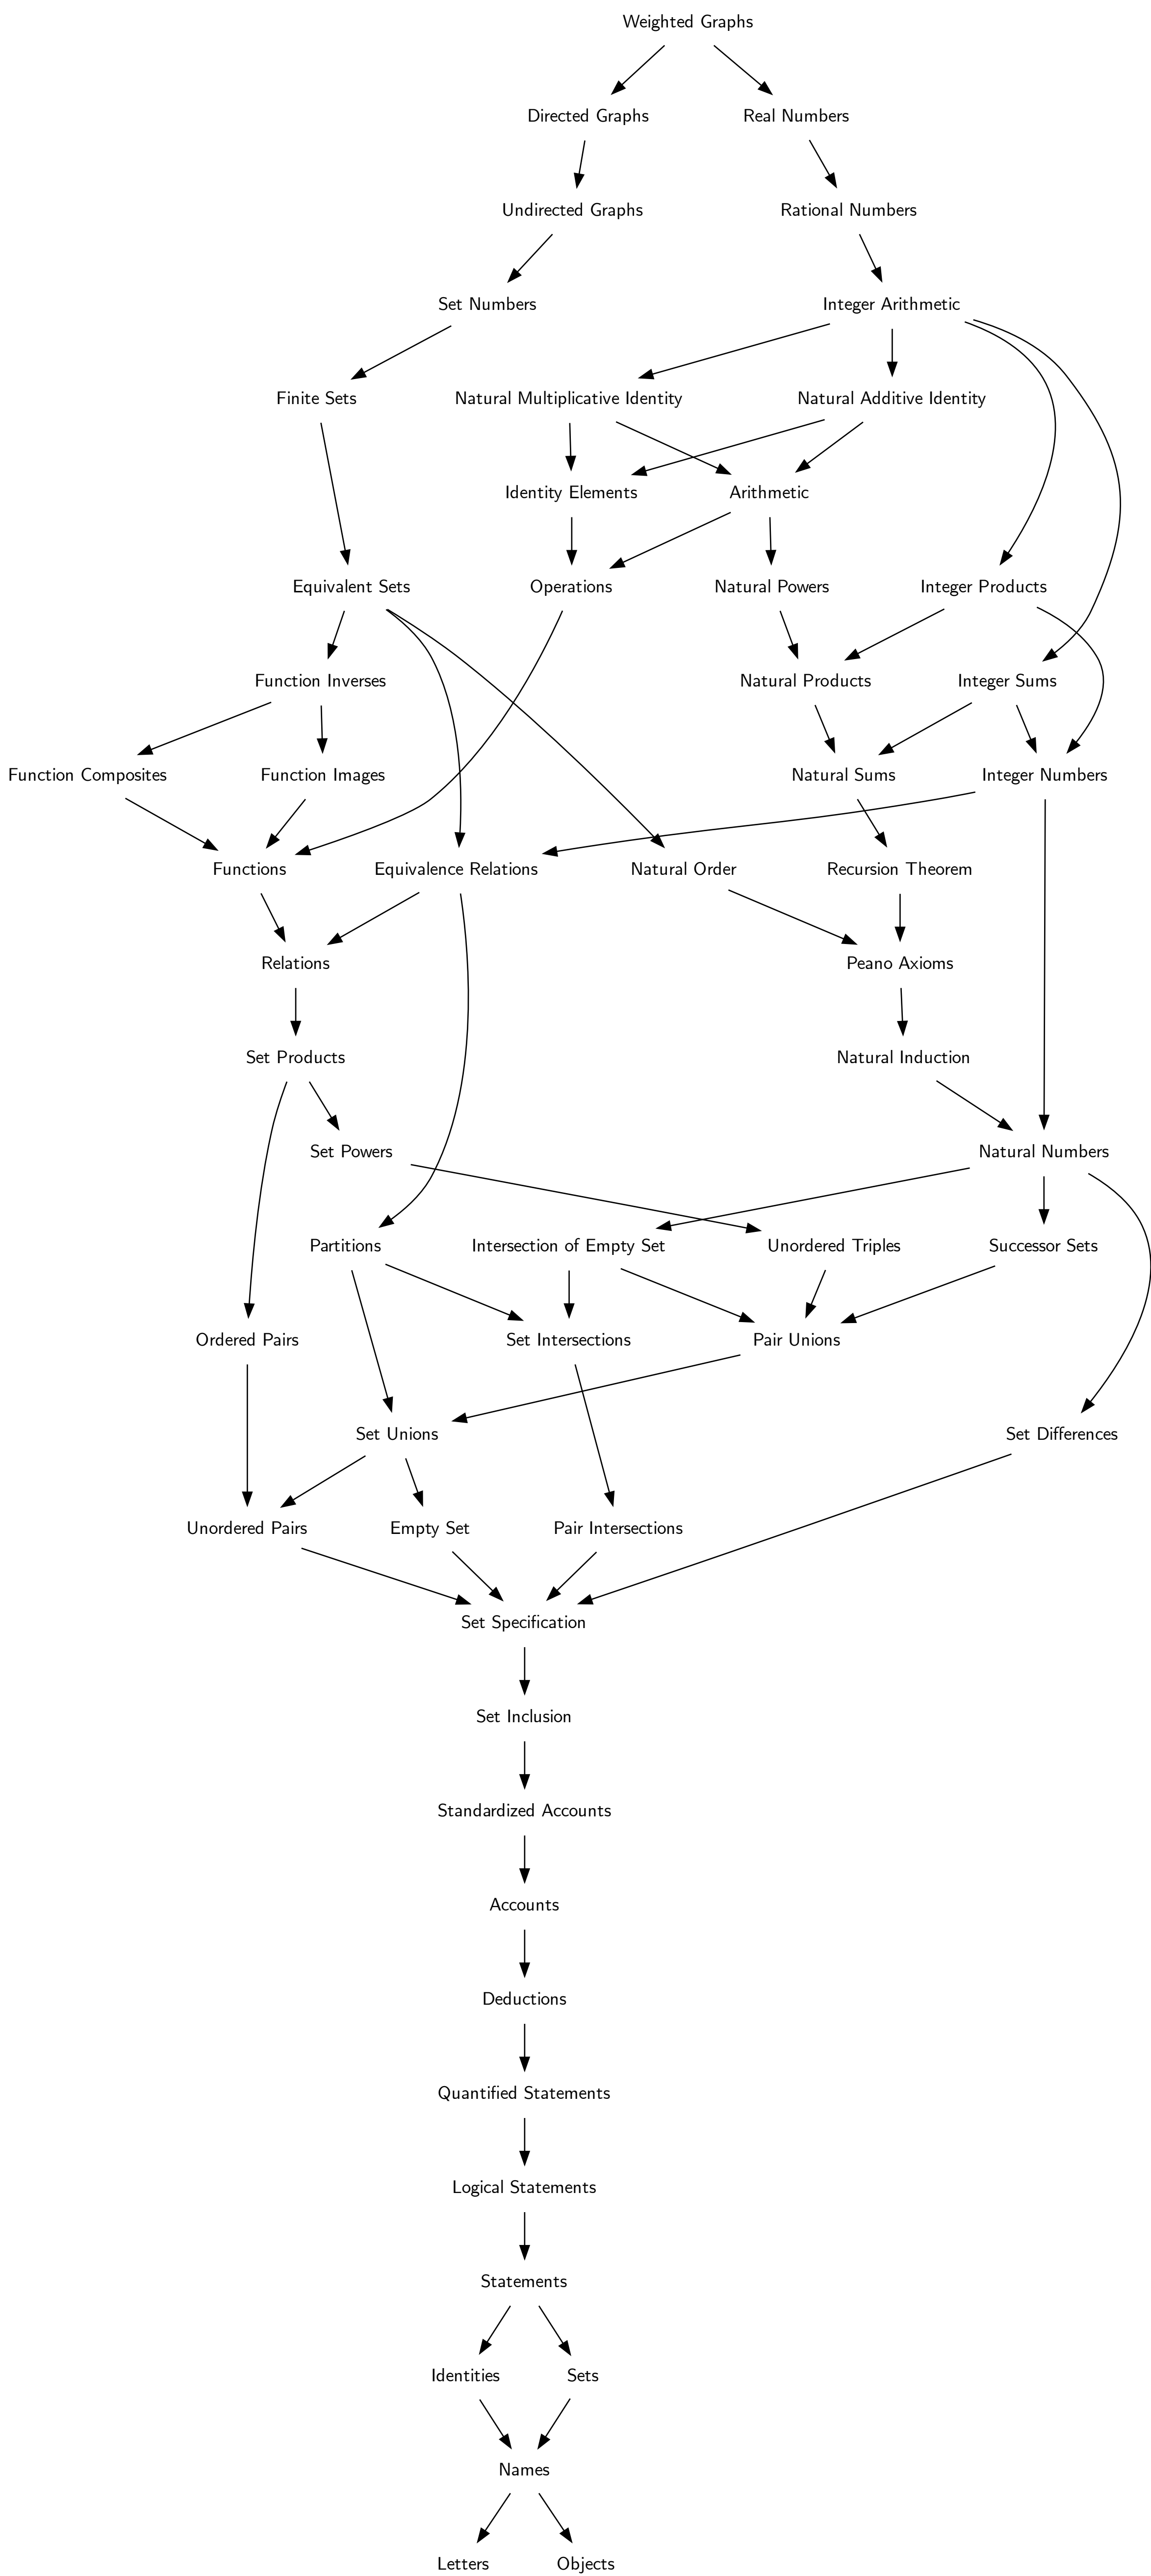 Weighted Graphs
Directed Graphs
Real Numbers
Undirected Graphs
Rational Numbers
Set Numbers
Integer Arithmetic
Finite Sets
Natural Multiplicative Identity
Natural Additive Identity
Identity Elements
Arithmetic
Equivalent Sets
Operations
Natural Powers
Integer Products
Function Inverses
Natural Products
Integer Sums
Function Composites
Function Images
Natural Sums
Integer Numbers
Functions
Equivalence Relations
Natural Order
Recursion Theorem
Relations
Peano Axioms
Set Products
Natural Induction
Set Powers
Natural Numbers
Partitions
Intersection of Empty Set
Unordered Triples
Successor Sets
Ordered Pairs
Set Intersections
Pair Unions
Set Unions
Set Differences
Unordered Pairs
Empty Set
Pair Intersections
Set Specification
Set Inclusion
Standardized Accounts
Accounts
Deductions
Quantified Statements
Logical Statements
Statements
Identities
Sets
Names
Letters
Objects